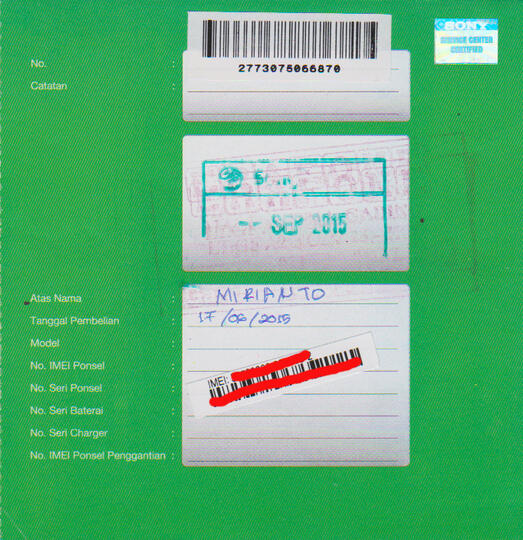 SONY
SERVICE CENTER
CERTIFIED
No. :
2773075066870
Catatan :
SEP 2015
Atas Nama : MIRIANTO
Tanggal Pembelian : 17/06/2015
Model :
No. IMEI Ponsel :
IMEI:
No. Seri Ponsel :
No. Seri Baterai :
No. Seri Charger :
No. IMEI Ponsel Penggantian :